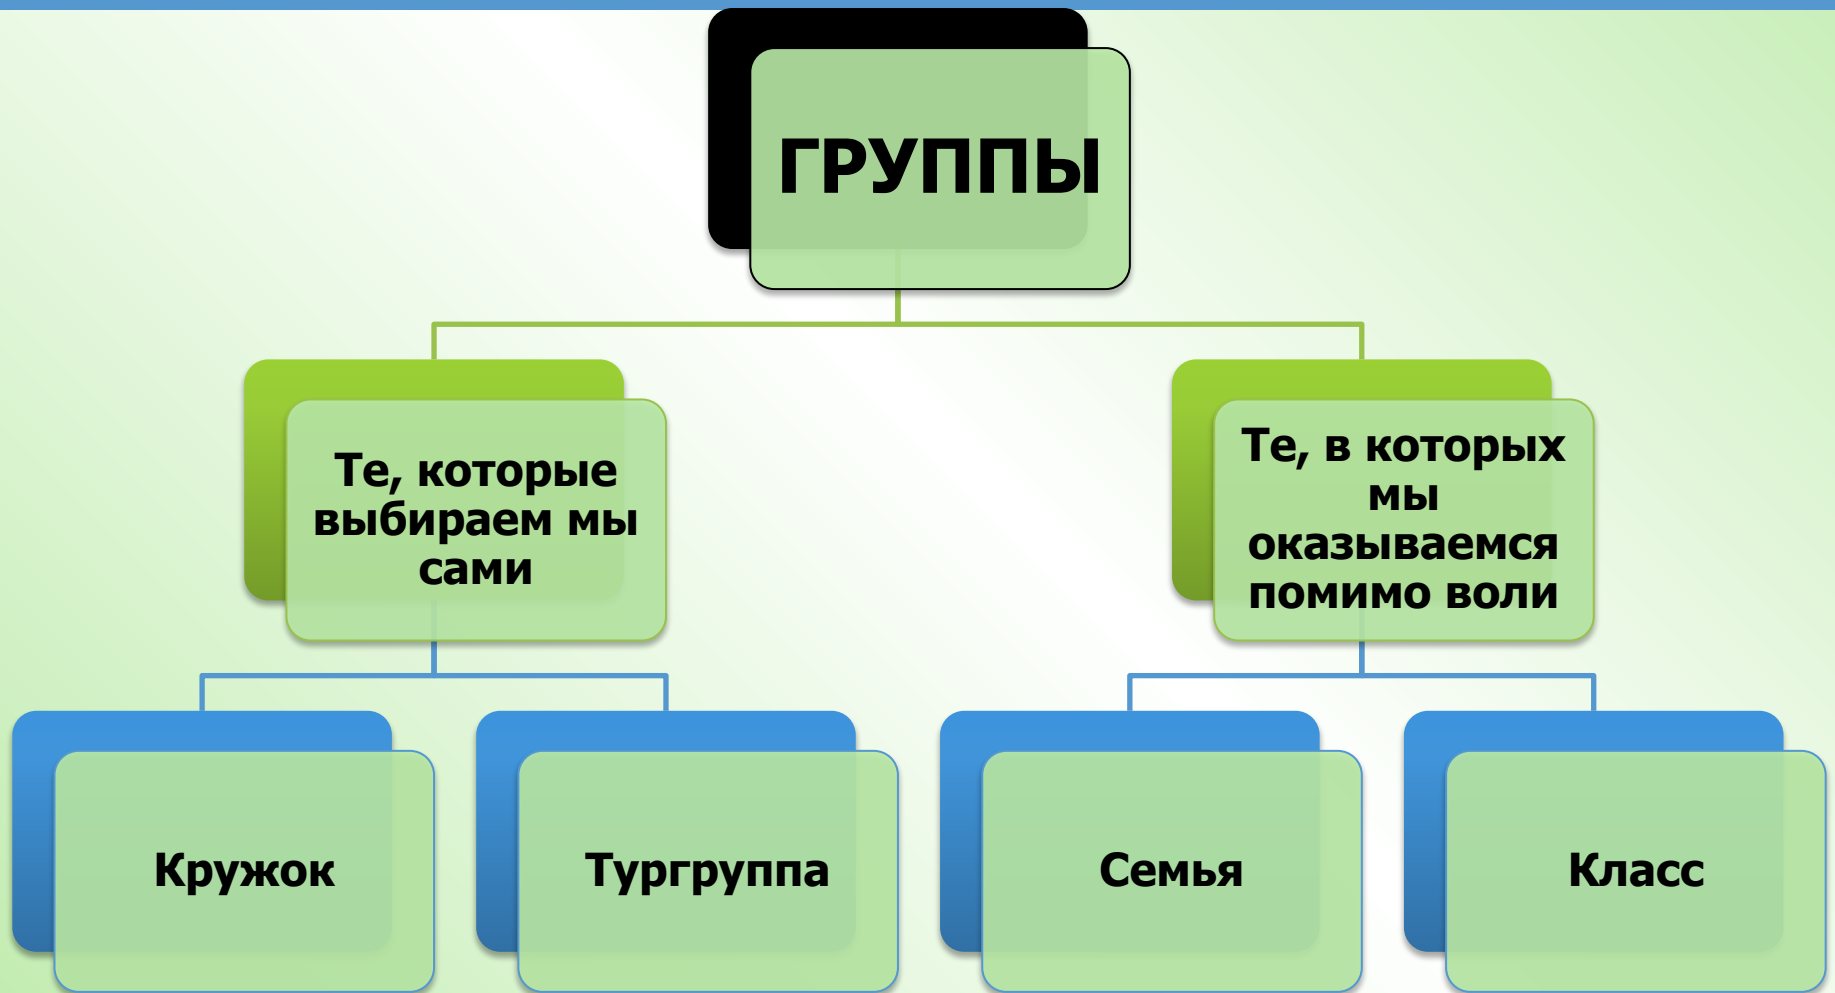 ГРУППЫ
Те, которые
выбираем мы
сами
Те, в которых
мы
оказываемся
помимо воли
Кружок
Тургруппа
Семья
Класс